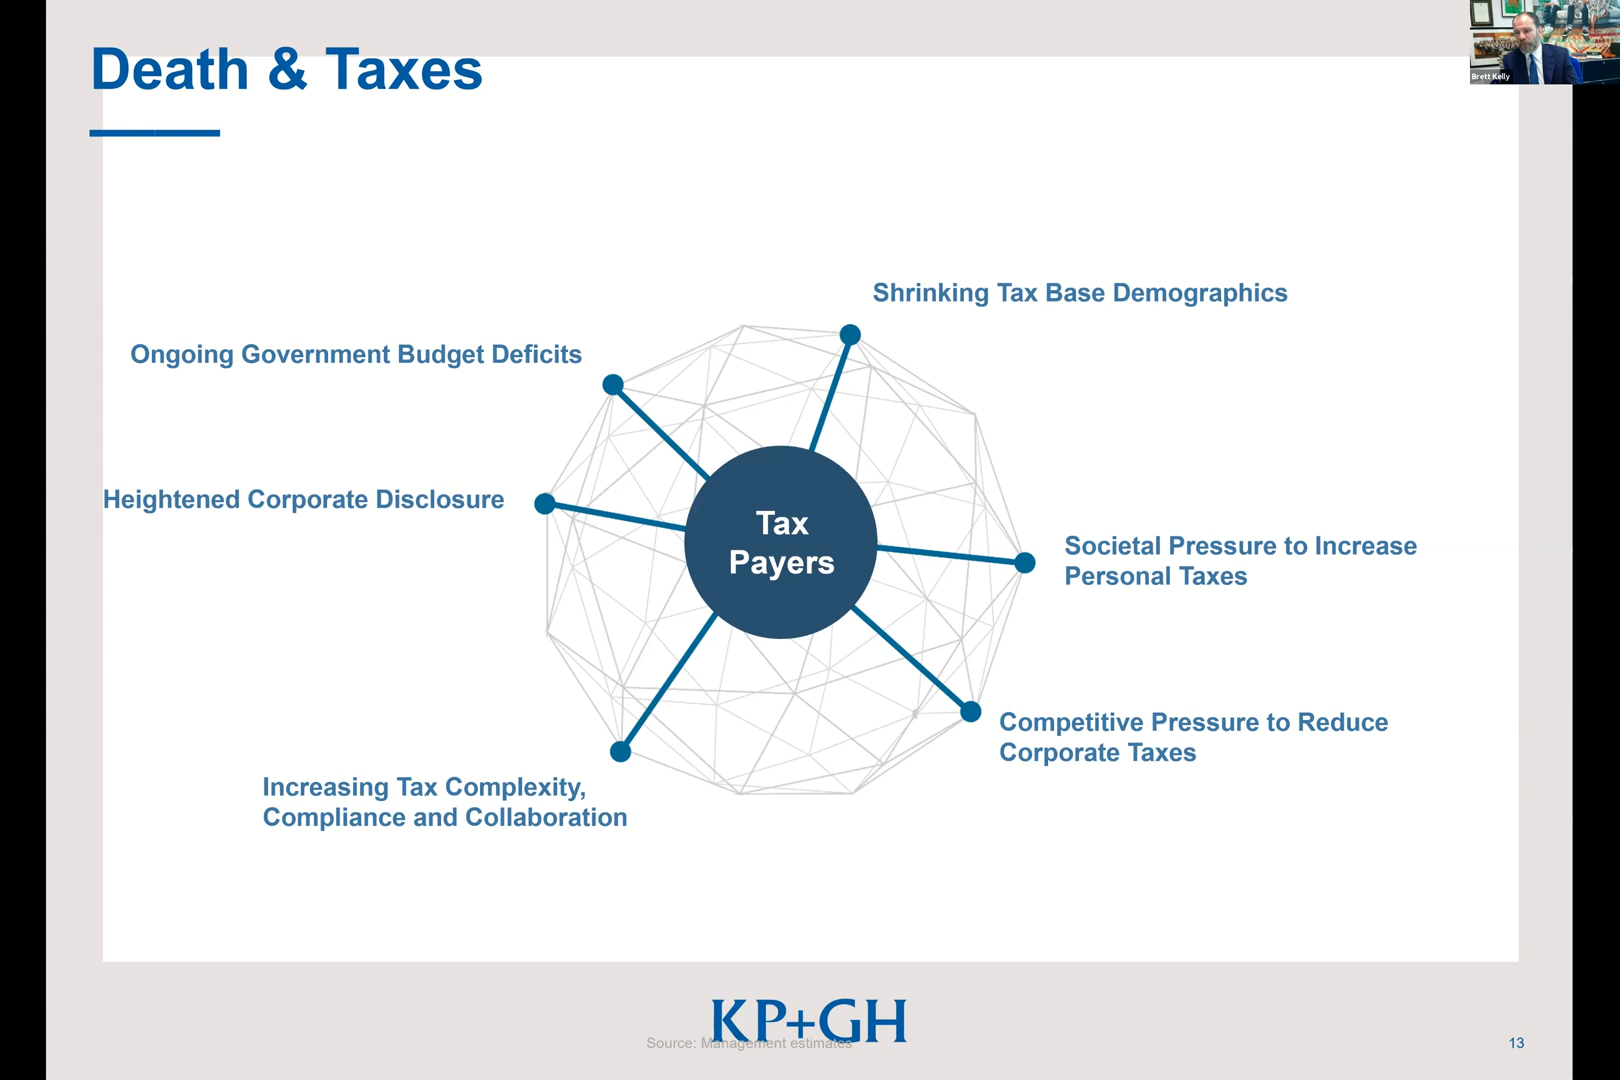 Death & Taxes
Brett Kelly
Shrinking Tax Base Demographics
Ongoing Government Budget Deficits
Heightened Corporate Disclosure
Tax
Payers
Societal Pressure to Increase
Personal Taxes
Competitive Pressure to Reduce
Corporate Taxes
Increasing Tax Complexity,
Compliance and Collaboration
KP+GH
Source: Management estimates
13